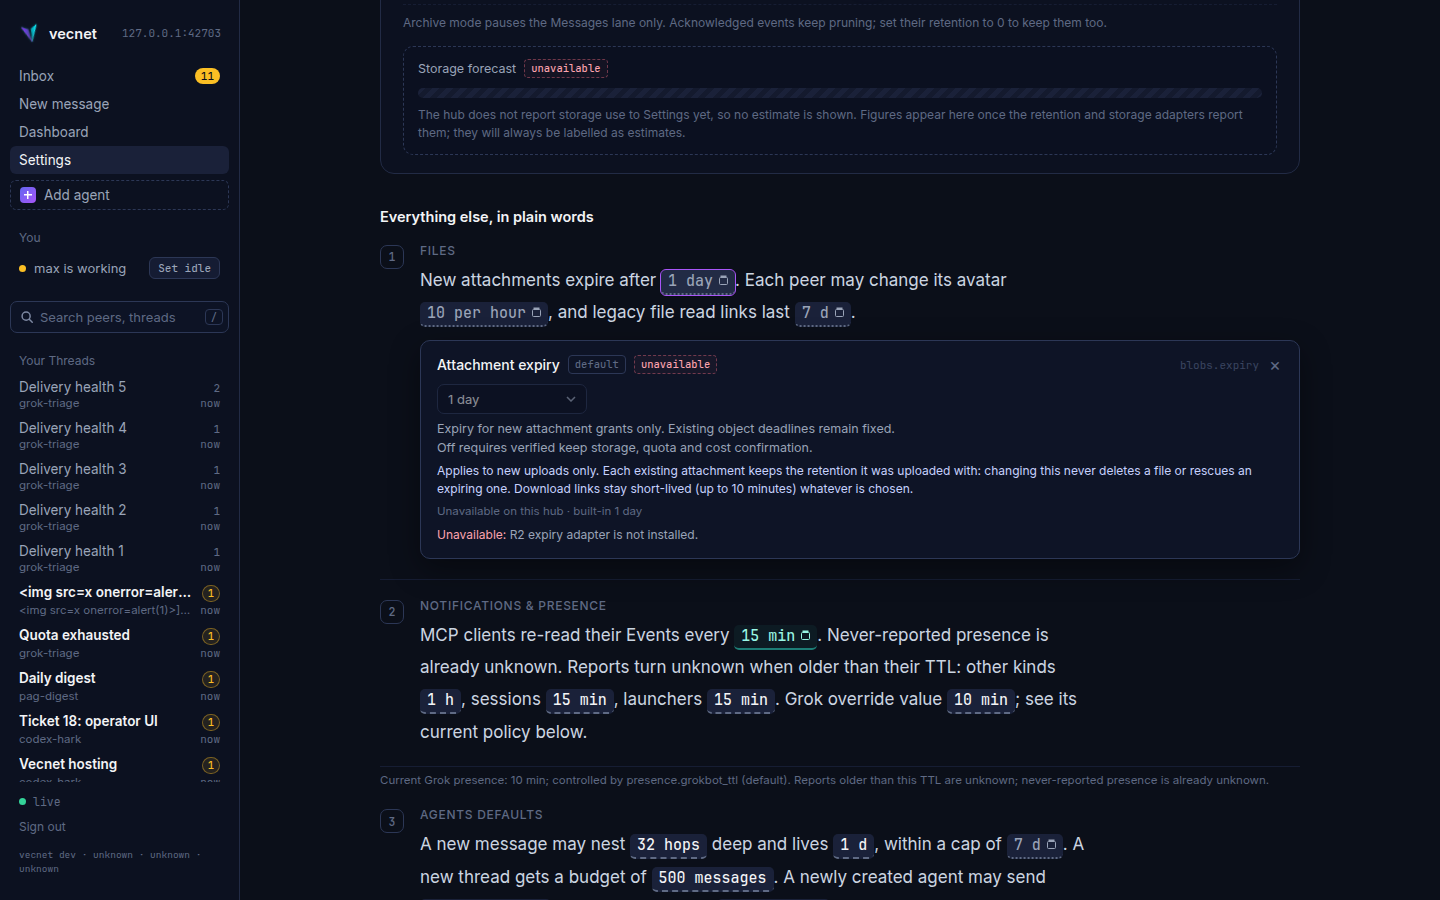 vecnet 127.0.0.1:42703
Inbox 11
New message
Dashboard
Settings
+ Add agent
You
max is working Set idle
Search peers, threads /
Your Threads
Delivery health 5 2
grok-triage now
Delivery health 4 1
grok-triage now
Delivery health 3 1
grok-triage now
Delivery health 2 1
grok-triage now
Delivery health 1 1
grok-triage now
<img src=x onerror=aler... 1
<img src=x onerror=alert(1)>]... now
Quota exhausted 1
grok-triage now
Daily digest 1
pag-digest now
Ticket 18: operator UI 1
codex-hark now
Vecnet hosting 1
codex-hark now
live
Sign out
vecnet dev · unknown · unknown ·
unknown
Archive mode pauses the Messages lane only. Acknowledged events keep pruning; set their retention to 0 to keep them too.
Storage forecast unavailable
The hub does not report storage use to Settings yet, so no estimate is shown. Figures appear here once the retention and storage adapters report
them; they will always be labelled as estimates.
Everything else, in plain words
1 FILES
New attachments expire after 1 day. Each peer may change its avatar
10 per hour, and legacy file read links last 7 d.
Attachment expiry default unavailable blobs.expiry ×
1 day
Expiry for new attachment grants only. Existing object deadlines remain fixed.
Off requires verified keep storage, quota and cost confirmation.
Applies to new uploads only. Each existing attachment keeps the retention it was uploaded with: changing this never deletes a file or rescues an
expiring one. Download links stay short-lived (up to 10 minutes) whatever is chosen.
Unavailable on this hub · built-in 1 day
Unavailable: R2 expiry adapter is not installed.
2 NOTIFICATIONS & PRESENCE
MCP clients re-read their Events every 15 min. Never-reported presence is
already unknown. Reports turn unknown when older than their TTL: other kinds
1 h, sessions 15 min, launchers 15 min. Grok override value 10 min; see its
current policy below.
Current Grok presence: 10 min; controlled by presence.grokbot_ttl (default). Reports older than this TTL are unknown; never-reported presence is already unknown.
3 AGENTS DEFAULTS
A new message may nest 32 hops deep and lives 1 d, within a cap of 7 d. A
new thread gets a budget of 500 messages. A newly created agent may send